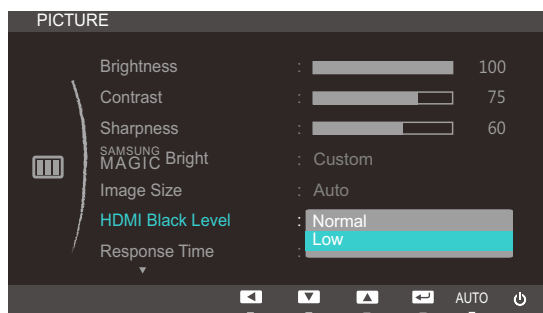 PICTURE
Brightness : 100
Contrast : 75
Sharpness : 60
SAMSUNG
MAGIC Bright : Custom
Image Size : Auto
HDMI Black Level : Normal
Low
Response Time :
AUTO